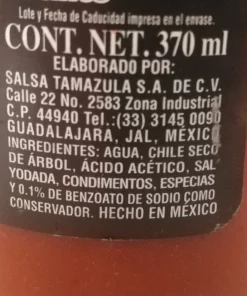 Lote y Fecha de Caducidad impresa en el envase.
CONT. NET. 370 ml
ELABORADO POR:
SALSA TAMAZULA S.A. DE C.V.
Calle 22 No. 2583 Zona Industrial
C.P. 44940 Tel.:(33) 3145 0090
GUADALAJARA, JAL, MÉXICO
INGREDIENTES: AGUA, CHILE SECO
DE ÁRBOL, ÁCIDO ACÉTICO, SAL
YODADA, CONDIMENTOS, ESPECIAS
Y 0.1% DE BENZOATO DE SODIO COMO
CONSERVADOR. HECHO EN MÉXICO